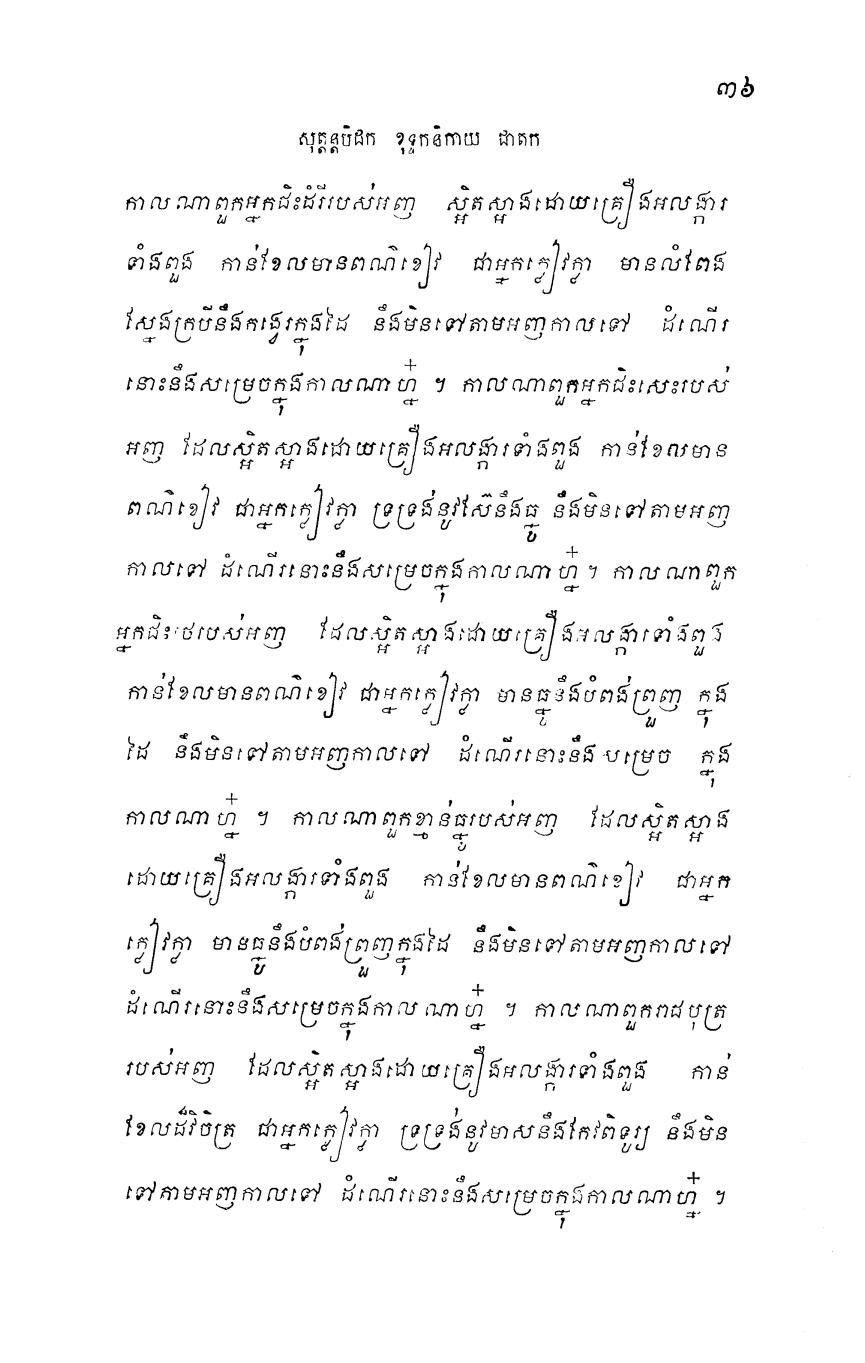 ៣៦
សុត្តន្តបិដក ខុទ្ទកនិកាយ ជាតក
កាលណាពួកអ្នកជិះដំរីរបស់អញ ស្អិតស្អាងដោយគ្រឿងអលង្ការ
ទាំងពួង កាន់ខែលមានពណ៌ខៀវ ជាអ្នកក្លៀវក្លា មានលំពែង
ស្នែងក្របីនឹងកង្វេរក្នុងដៃ នឹងមិនទៅតាមអញកាលទៅ ដំណើរ
នោះនឹងសម្រេចក្នុងកាលណាហ្ន៎ ។ កាលណាពួកអ្នកជិះសេះរបស់
អញ ដែលស្អិតស្អាងដោយគ្រឿងអលង្ការទាំងពួង កាន់ខែលមាន
ពណ៌ខៀវ ជាអ្នកក្លៀវក្លា ទ្រទ្រង់នូវស៊ែនឹងធ្នូ នឹងមិនទៅតាមអញ
កាលទៅ ដំណើរនោះនឹងសម្រេចក្នុងកាលណាហ្ន៎ ។ កាលណាពួក
អ្នកជិះរថរបស់អញ ដែលស្អិតស្អាងដោយគ្រឿងអលង្ការទាំងពួង
កាន់ខែលមានពណ៌ខៀវ ជាអ្នកក្លៀវក្លា មានធ្នូនឹងបំពង់ព្រួញ ក្នុង
ដៃ នឹងមិនទៅតាមអញកាលទៅ ដំណើរនោះនឹងសម្រេច ក្នុង
កាលណាហ្ន៎ ។ កាលណាពួកខ្មាន់ធ្នូរបស់អញ ដែលស្អិតស្អាង
ដោយគ្រឿងអលង្ការទាំងពួង កាន់ខែលមានពណ៌ខៀវ ជាអ្នក
ក្លៀវក្លា មានធ្នូនឹងបំពង់ព្រួញក្នុងដៃ នឹងមិនទៅតាមអញកាលទៅ
ដំណើរនោះនឹងសម្រេចក្នុងកាលណាហ្ន៎ ។ កាលណាពួករាជបុត្រ
របស់អញ ដែលស្អិតស្អាងដោយគ្រឿងអលង្ការទាំងពួង កាន់
ខែលដ៏វិចិត្រ ជាអ្នកក្លៀវក្លា ទ្រទ្រង់នូវមាសនឹងកែវពិទូរ្យ នឹងមិន
ទៅតាមអញកាលទៅ ដំណើរនោះនឹងសម្រេចក្នុងកាលណាហ្ន៎ ។